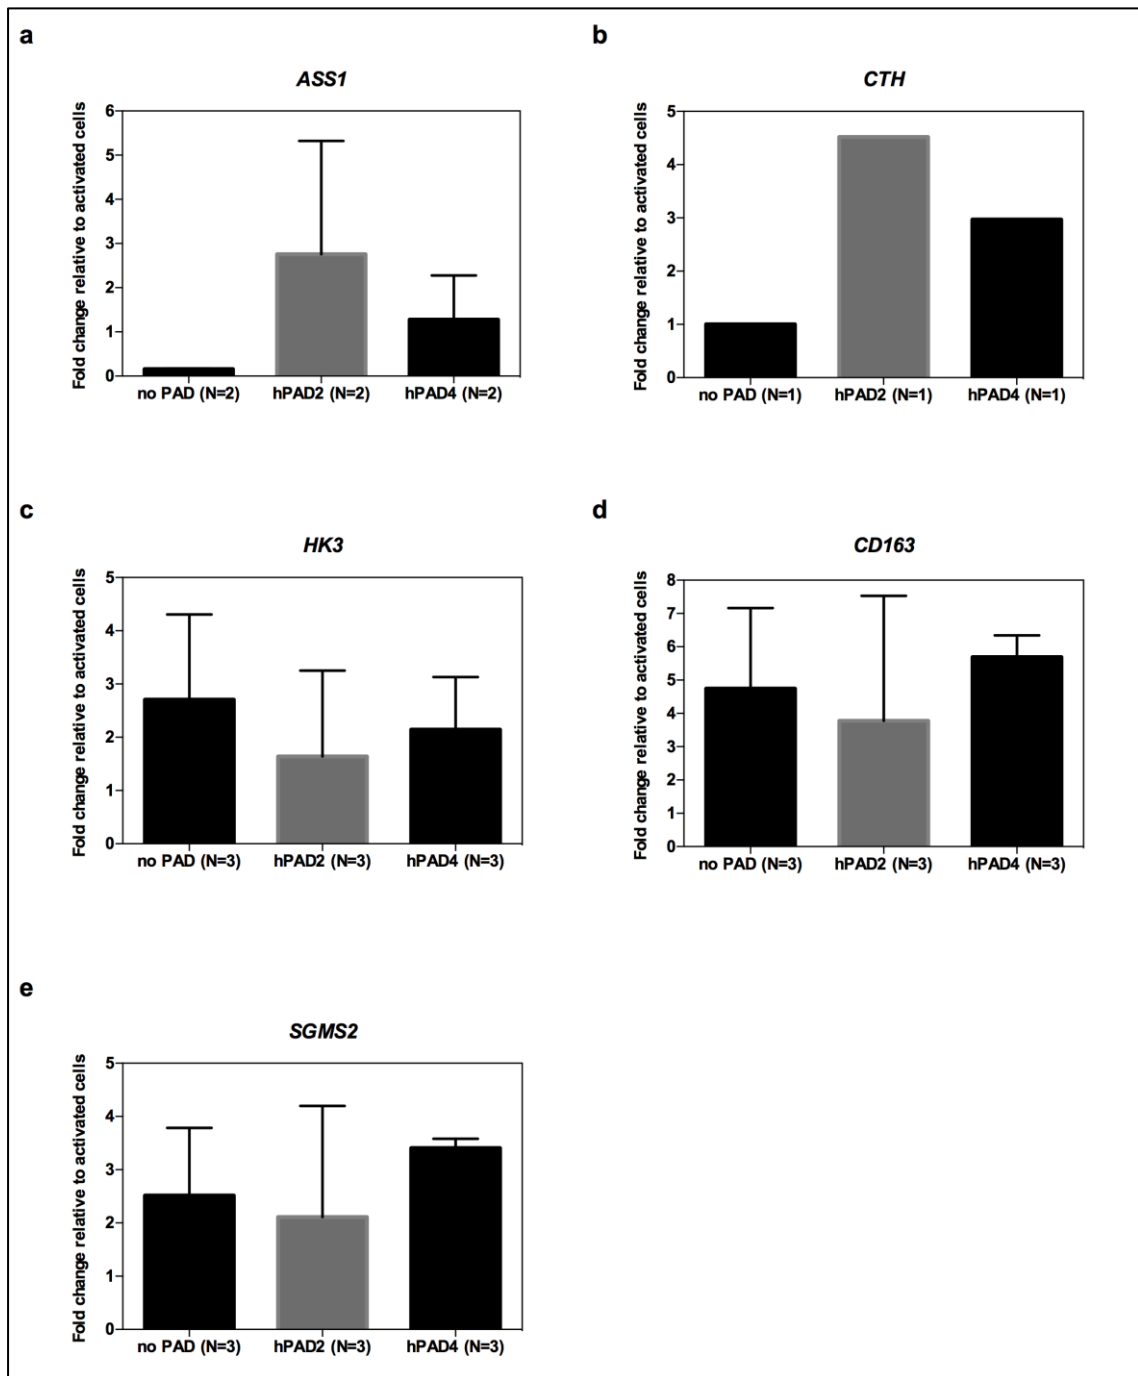 a
ASS1
Fold change relative to activated cells
6
5
4
3
2
1
0
no PAD (N=2) hPAD2 (N=2) hPAD4 (N=2)
b
CTH
Fold change relative to activated cells
5
4
3
2
1
0
no PAD (N=1) hPAD2 (N=1) hPAD4 (N=1)
c
HK3
Fold change relative to activated cells
5
4
3
2
1
0
no PAD (N=3) hPAD2 (N=3) hPAD4 (N=3)
d
CD163
Fold change relative to activated cells
8
7
6
5
4
3
2
1
0
no PAD (N=3) hPAD2 (N=3) hPAD4 (N=3)
e
SGMS2
Fold change relative to activated cells
5
4
3
2
1
0
no PAD (N=3) hPAD2 (N=3) hPAD4 (N=3)